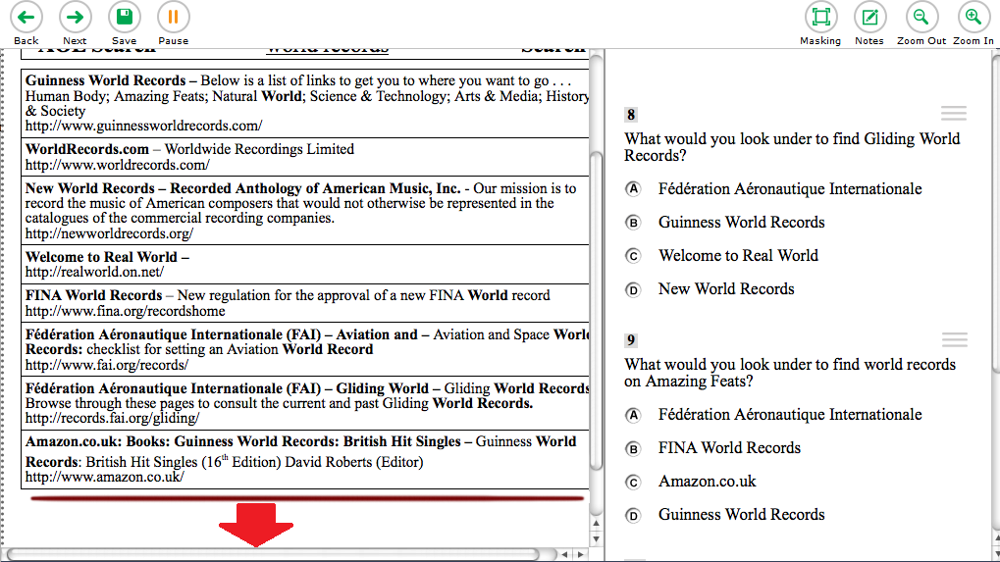 Back Next Save Pause Masking Notes Zoom Out Zoom In
AOL Search World records Search
Guinness World Records – Below is a list of links to get you to where you want to go . . .
Human Body; Amazing Feats; Natural World; Science & Technology; Arts & Media; History
& Society
http://www.guinnessworldrecords.com/
WorldRecords.com – Worldwide Recordings Limited
http://www.worldrecords.com/
New World Records – Recorded Anthology of American Music, Inc. - Our mission is to
record the music of American composers that would not otherwise be represented in the
catalogues of the commercial recording companies.
http://newworldrecords.org/
Welcome to Real World –
http://realworld.on.net/
FINA World Records – New regulation for the approval of a new FINA World record
http://www.fina.org/recordshome
Fédération Aéronautique Internationale (FAI) – Aviation and – Aviation and Space World
Records: checklist for setting an Aviation World Record
http://www.fai.org/records/
Fédération Aéronautique Internationale (FAI) – Gliding World – Gliding World Records
Browse through these pages to consult the current and past Gliding World Records.
http://records.fai.org/gliding/
Amazon.co.uk: Books: Guinness World Records: British Hit Singles – Guinness World
Records: British Hit Singles (16th Edition) David Roberts (Editor)
http://www.amazon.co.uk/
8
What would you look under to find Gliding World
Records?
A Fédération Aéronautique Internationale
B Guinness World Records
C Welcome to Real World
D New World Records
9
What would you look under to find world records
on Amazing Feats?
A Fédération Aéronautique Internationale
B FINA World Records
C Amazon.co.uk
D Guinness World Records